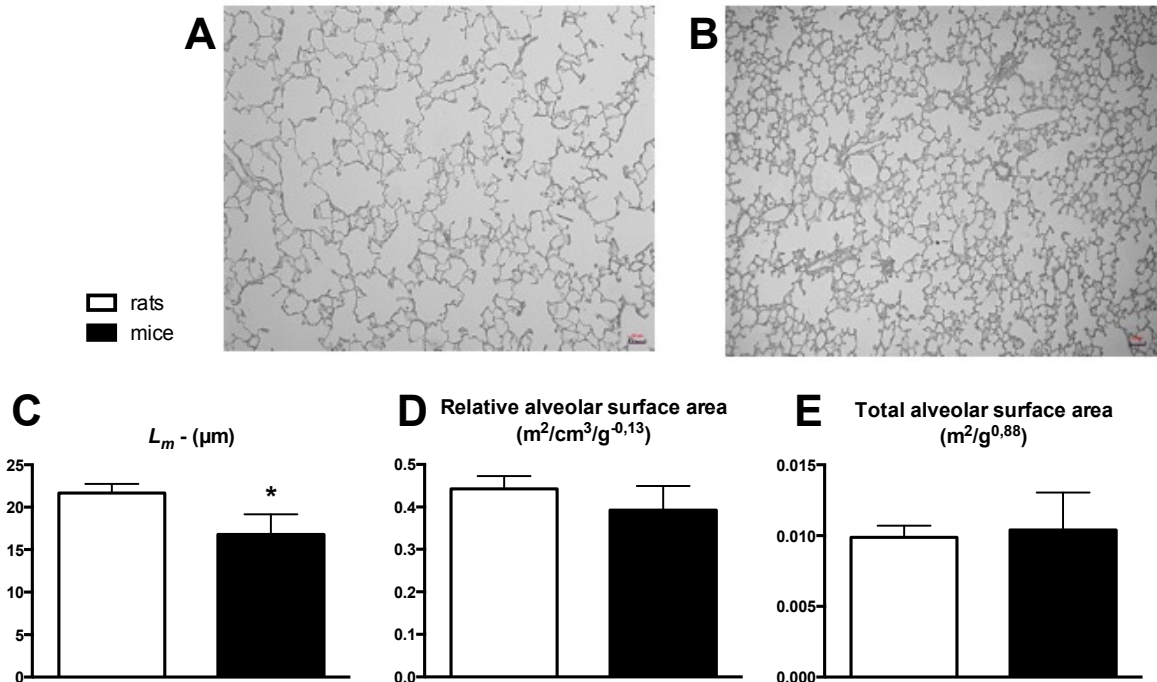 A
B
rats
mice
C
L_m - (µm)
25
20
15
10
5
0
*
D
Relative alveolar surface area
(m²/cm³/g⁻⁰,¹³)
0.5
0.4
0.3
0.2
0.1
0.0
E
Total alveolar surface area
(m²/g⁰,⁸⁸)
0.015
0.010
0.005
0.000